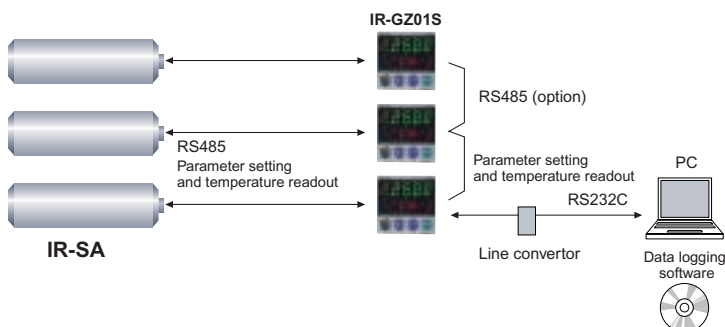 IR-GZ01S
RS485 (option)
RS485
Parameter setting
and temperature readout
Parameter setting
and temperature readout
PC
RS232C
IR-SA
Line convertor
Data logging
software